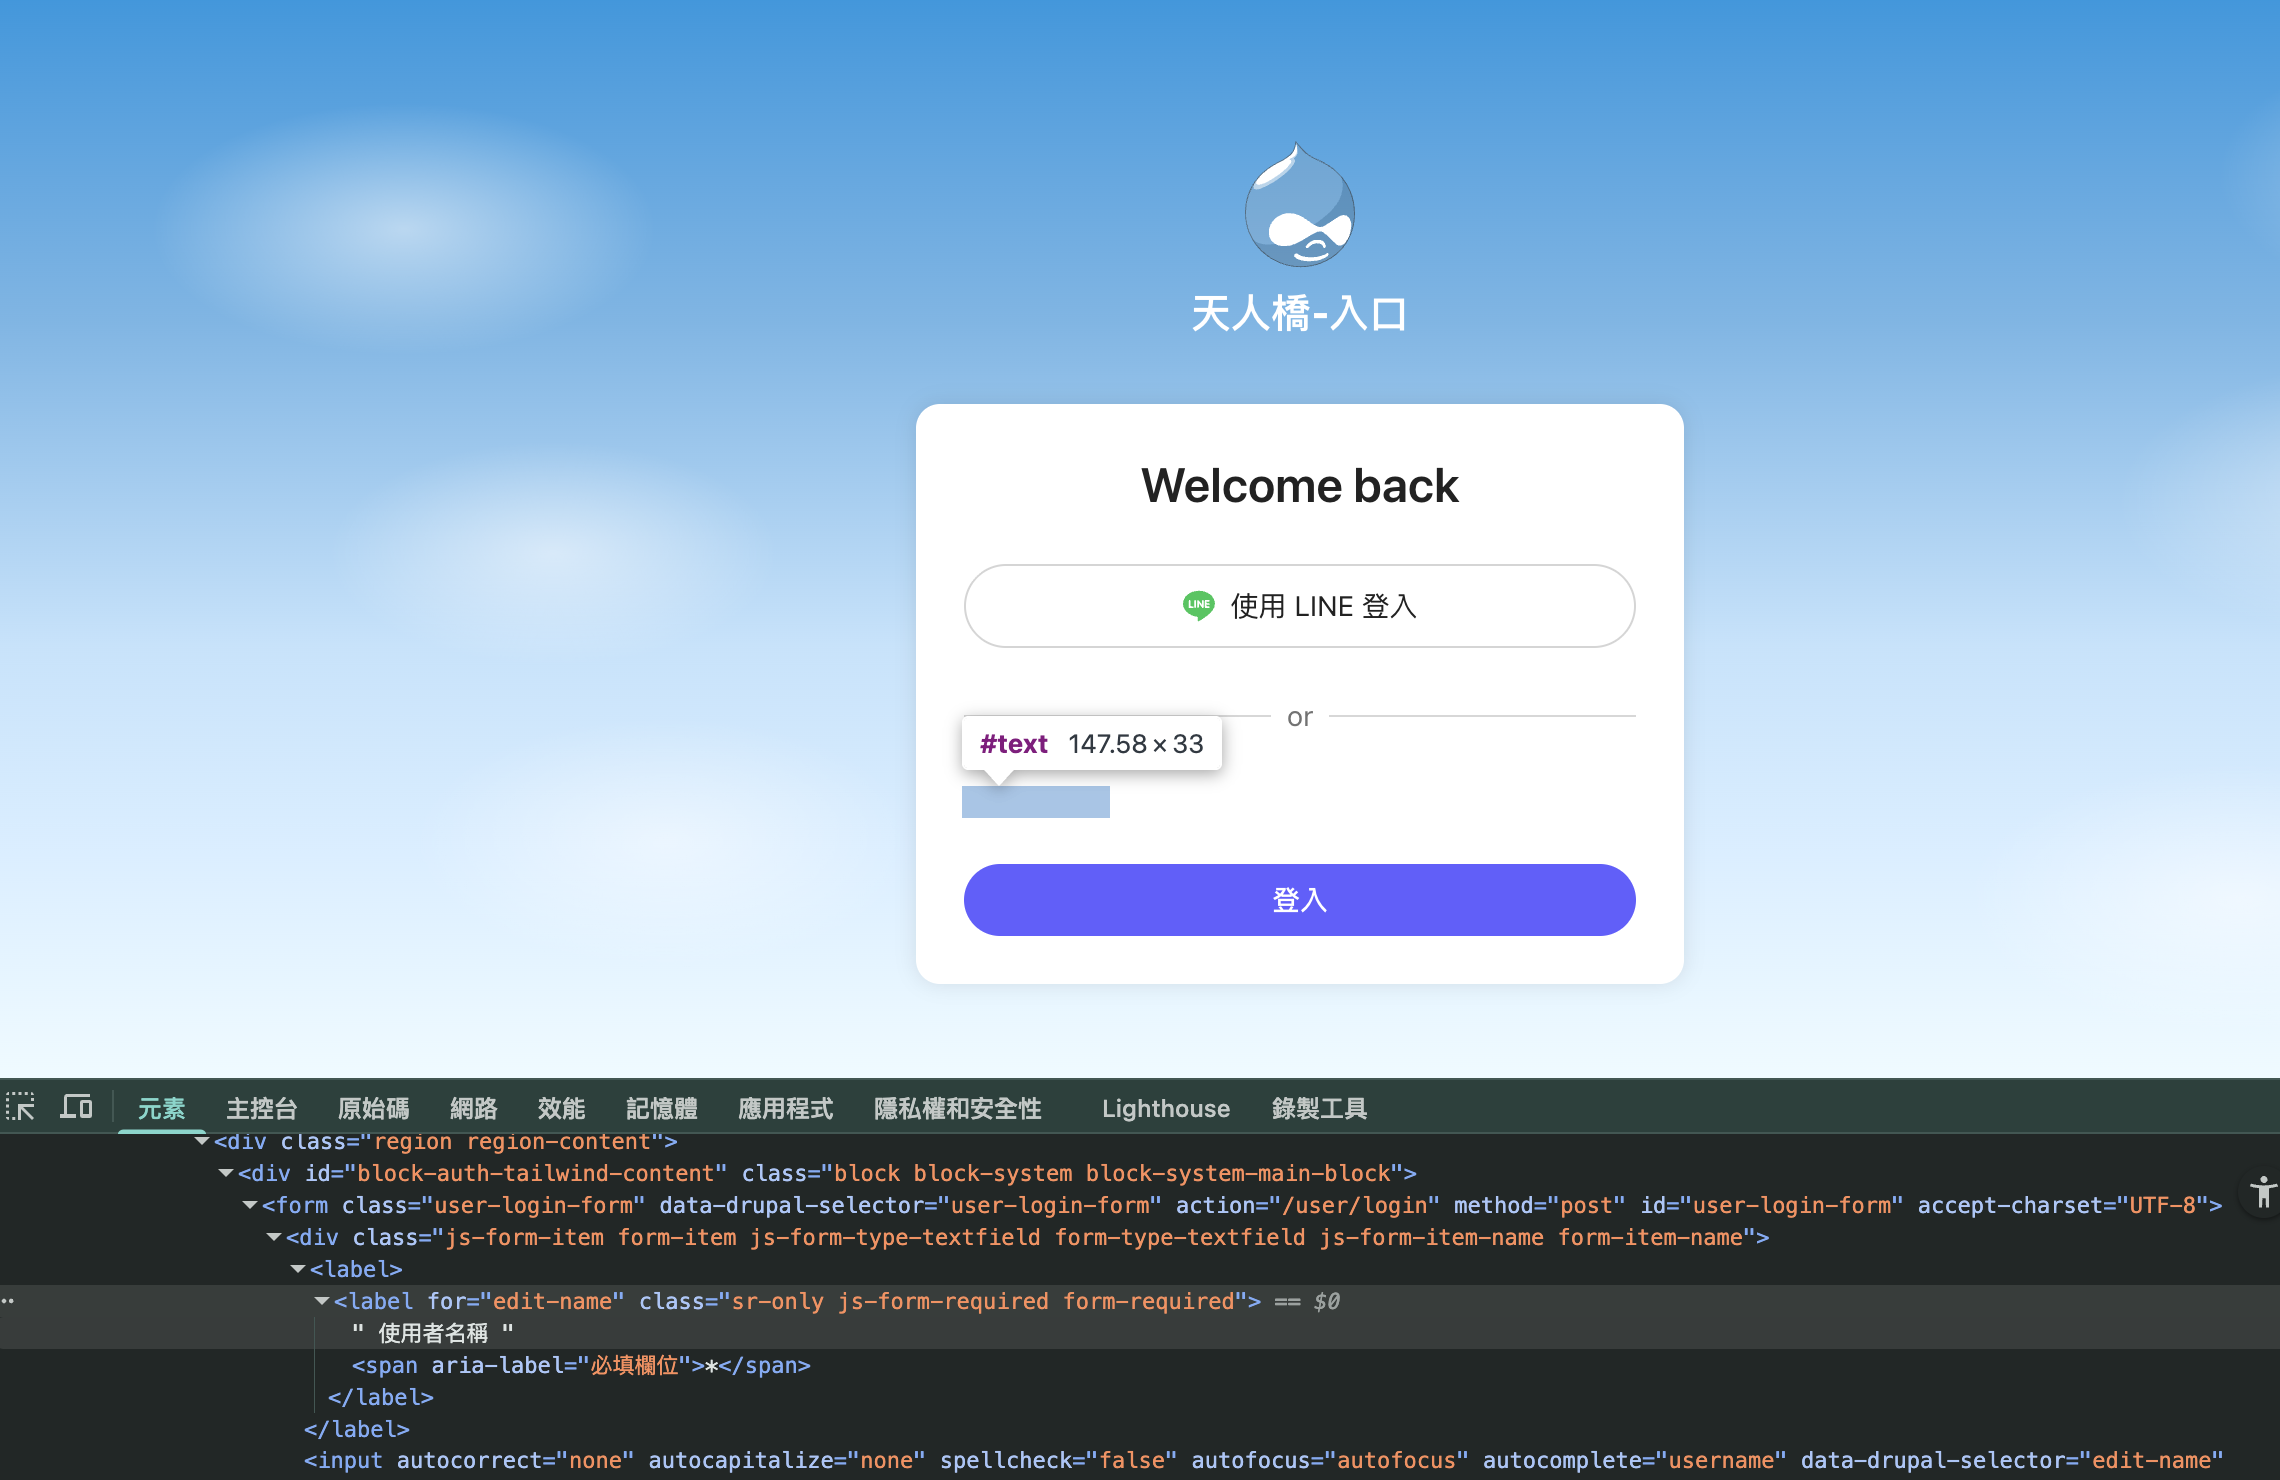 天人橋-入口
Welcome back
LINE 使用 LINE 登入
or
#text 147.58 × 33
登入
元素 主控台 原始碼 網路 效能 記憶體 應用程式 隱私權和安全性 Lighthouse 錄製工具
<div class="region region-content">
<div id="block-auth-tailwind-content" class="block block-system block-system-main-block">
<form class="user-login-form" data-drupal-selector="user-login-form" action="/user/login" method="post" id="user-login-form" accept-charset="UTF-8">
<div class="js-form-item form-item js-form-type-textfield form-type-textfield js-form-item-name form-item-name">
<label>
<label for="edit-name" class="sr-only js-form-required form-required"> == $0
" 使用者名稱 "
<span aria-label="必填欄位">*</span>
</label>
</label>
<input autocorrect="none" autocapitalize="none" spellcheck="false" autofocus="autofocus" autocomplete="username" data-drupal-selector="edit-name"